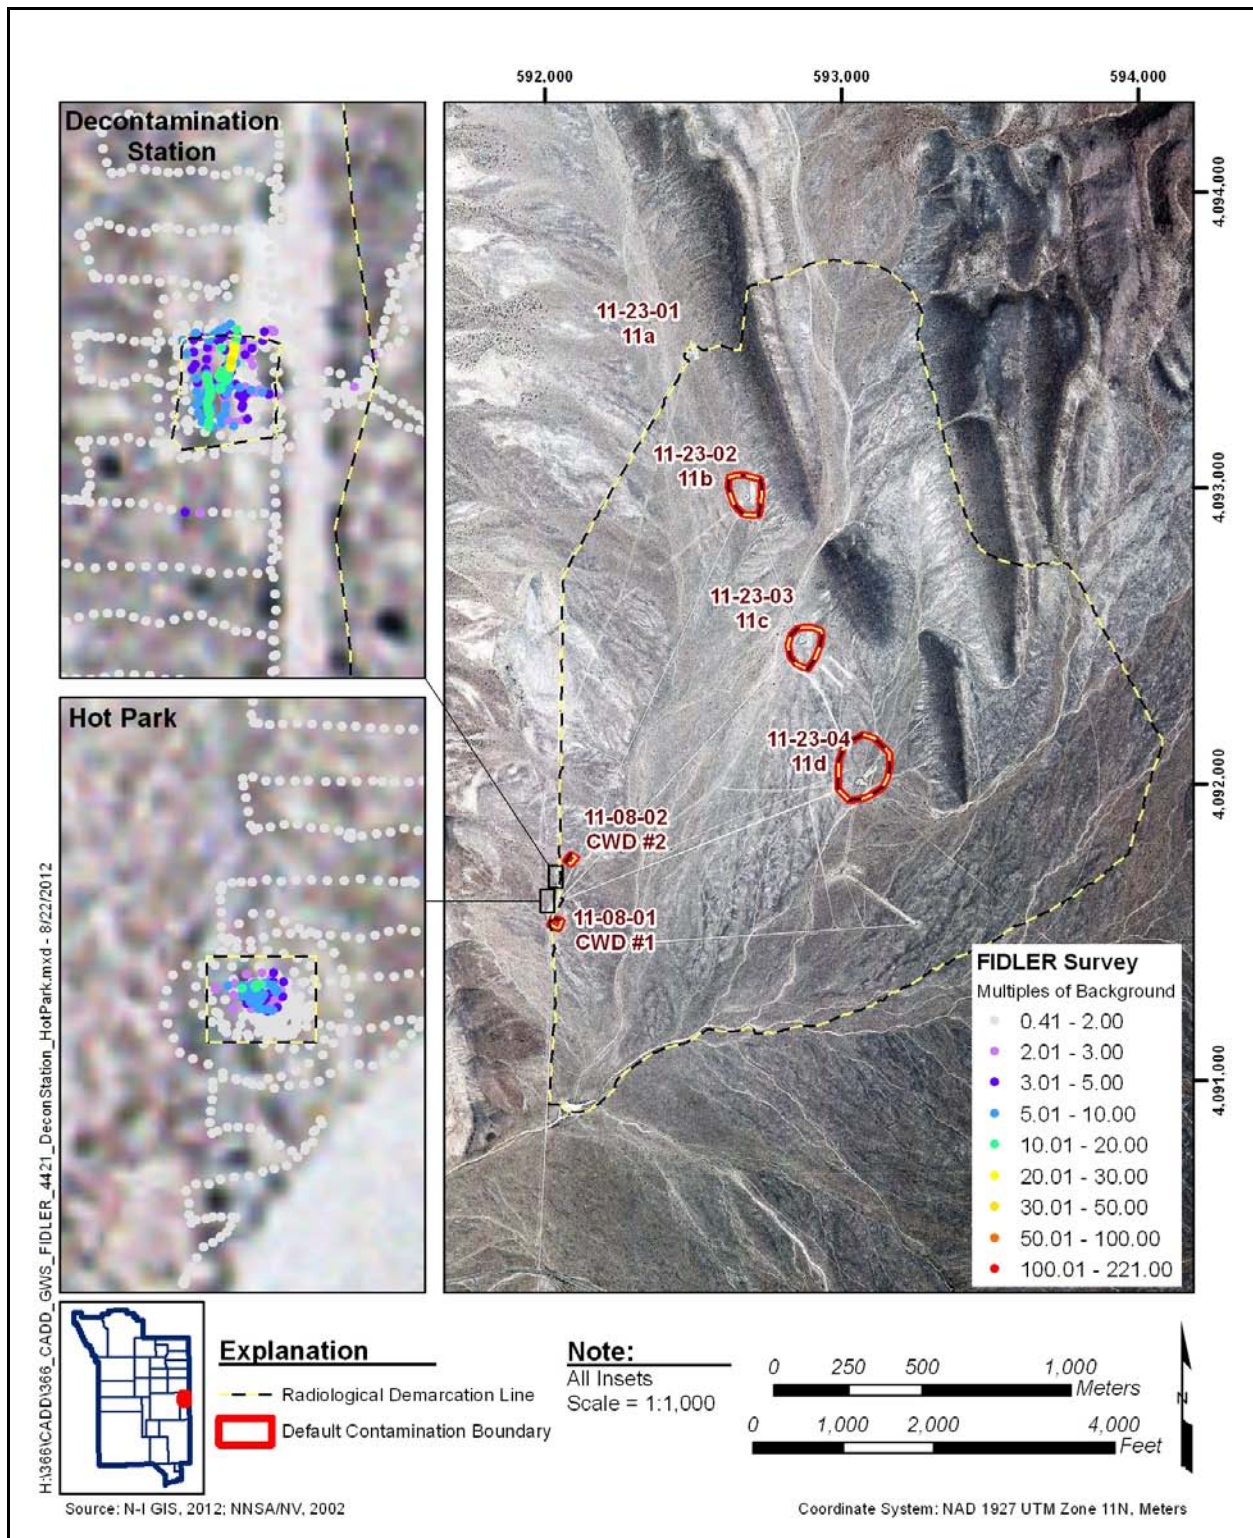 592,000
593,000
594,000
Decontamination
Station
4,094,000
11-23-01
11a
11-23-02
11b
4,093,000
11-23-03
11c
Hot Park
11-23-04
11d
4,092,000
11-08-02
CWD #2
11-08-01
CWD #1
4,091,000
FIDLER Survey
Multiples of Background
0.41 - 2.00
2.01 - 3.00
3.01 - 5.00
5.01 - 10.00
10.01 - 20.00
20.01 - 30.00
30.01 - 50.00
50.01 - 100.00
100.01 - 221.00
H:\366\CADD\366_CADD_GWS_FIDLER_4421_DeconStation_HotPark.mxd - 8/22/2012
Explanation
Radiological Demarcation Line
Default Contamination Boundary
Note:
All Insets
Scale = 1:1,000
0 250 500 1,000
Meters
0 1,000 2,000 4,000
Feet
N
Source: N-I GIS, 2012; NNSA/NV, 2002
Coordinate System: NAD 1927 UTM Zone 11N, Meters